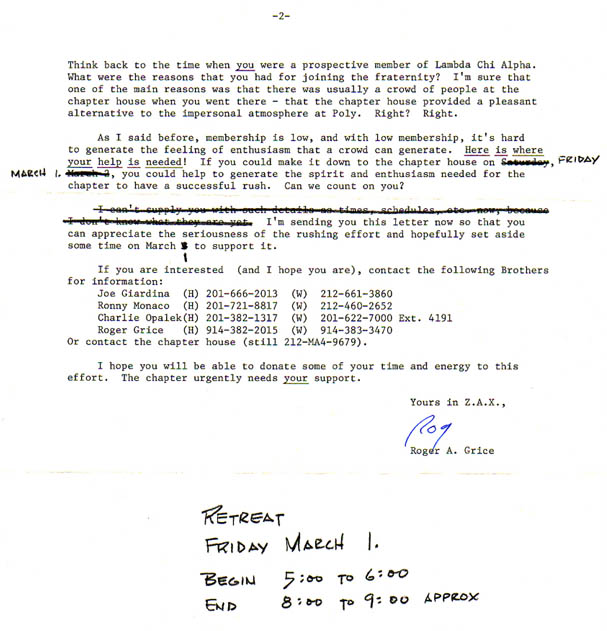 -2-
Think back to the time when you were a prospective member of Lambda Chi Alpha.
What were the reasons that you had for joining the fraternity? I'm sure that
one of the main reasons was that there was usually a crowd of people at the
chapter house when you went there - that the chapter house provided a pleasant
alternative to the impersonal atmosphere at Poly. Right? Right.
As I said before, membership is low, and with low membership, it's hard
to generate the feeling of enthusiasm that a crowd can generate. Here is where
your help is needed! If you could make it down to the chapter house on Saturday, FRIDAY
MARCH 1. March 2, you could help to generate the spirit and enthusiasm needed for the
chapter to have a successful rush. Can we count on you?
I can't supply you with such details as times, schedules, etc. now, because
I don't know what they are yet. I'm sending you this letter now so that you
can appreciate the seriousness of the rushing effort and hopefully set aside
some time on March 1 to support it.
If you are interested (and I hope you are), contact the following Brothers
for information:
Joe Giardina (H) 201-666-2013 (W) 212-661-3860
Ronny Monaco (H) 201-721-8817 (W) 212-460-2652
Charlie Opalek(H) 201-382-1317 (W) 201-622-7000 Ext. 4191
Roger Grice (H) 914-382-2015 (W) 914-383-3470
Or contact the chapter house (still 212-MA4-9679).
I hope you will be able to donate some of your time and energy to this
effort. The chapter urgently needs your support.
Yours in Z.A.X.,
Rog
Roger A. Grice
RETREAT
FRIDAY MARCH 1.
BEGIN 5:00 TO 6:00
END 8:00 TO 9:00 APPROX